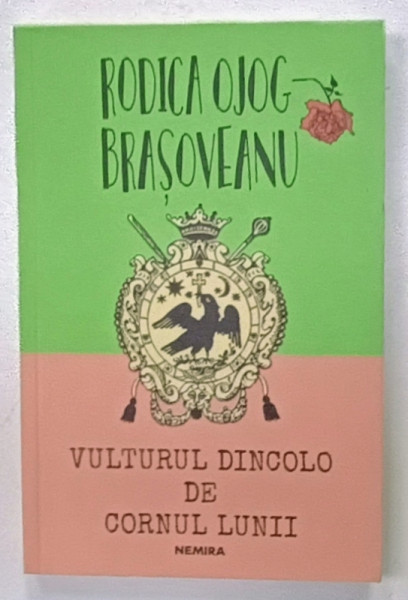 RODICA OJOG
BRAȘOVEANU
VULTURUL DINCOLO
DE
CORNUL LUNII
NEMIRA